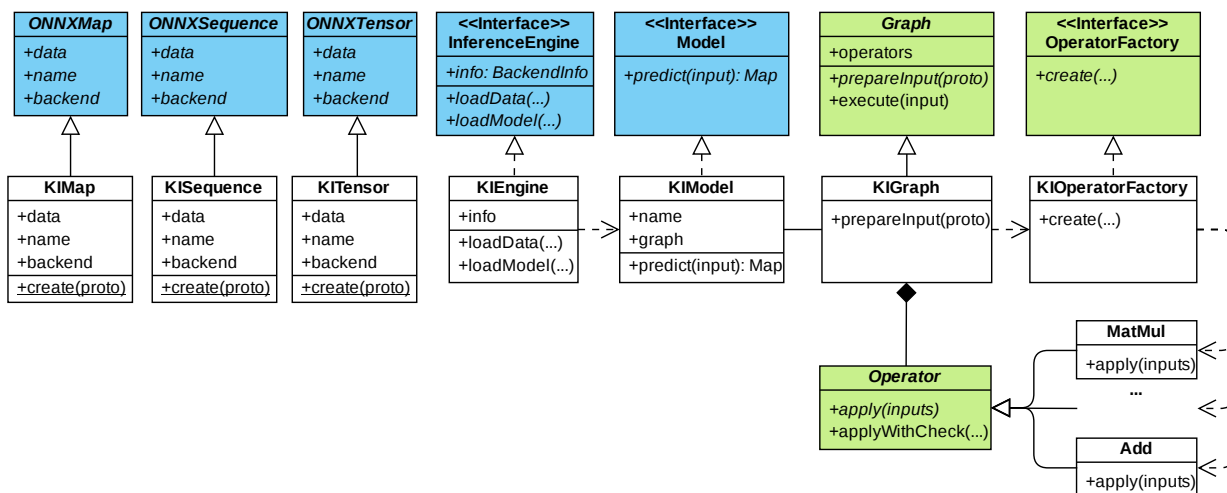 ONNXMap
+data
+name
+backend
ONNXSequence
+data
+name
+backend
ONNXTensor
+data
+name
+backend
<<Interface>>
InferenceEngine
+info: BackendInfo
+loadData(...)
+loadModel(...)
<<Interface>>
Model
+predict(input): Map
Graph
+operators
+prepareInput(proto)
+execute(input)
<<Interface>>
OperatorFactory
+create(...)
KIMap
+data
+name
+backend
+create(proto)
KISequence
+data
+name
+backend
+create(proto)
KITensor
+data
+name
+backend
+create(proto)
KIEngine
+info
+loadData(...)
+loadModel(...)
KIModel
+name
+graph
+predict(input): Map
KIGraph
+prepareInput(proto)
KIOperatorFactory
+create(...)
Operator
+apply(inputs)
+applyWithCheck(...)
MatMul
+apply(inputs)
...
Add
+apply(inputs)